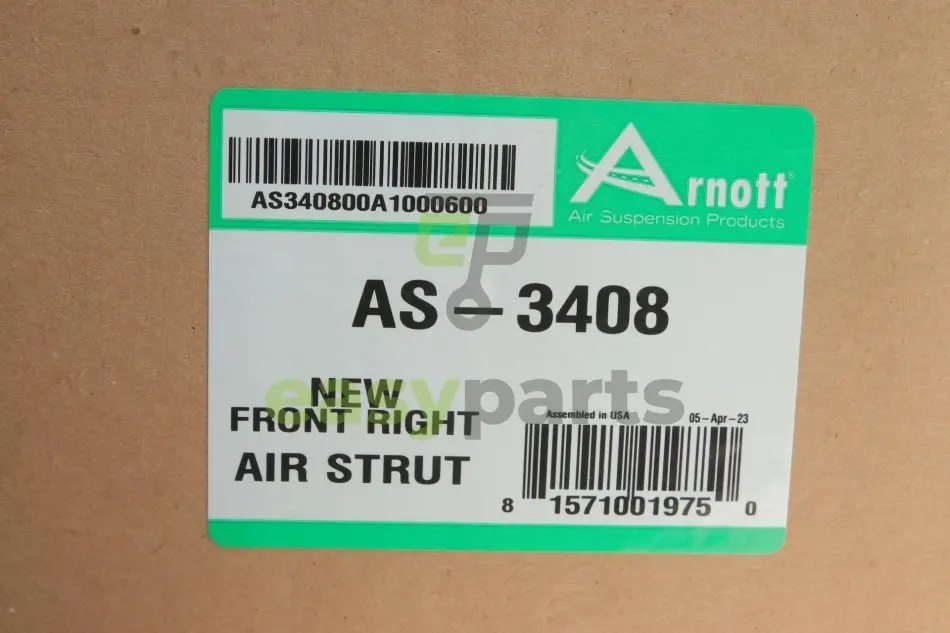 AS340800A1000600
Arnott®
Air Suspension Products
AS-3408
NEW
FRONT RIGHT
AIR STRUT
Assembled in USA
05-Apr-23
8 1571001975 0
ep
easyparts